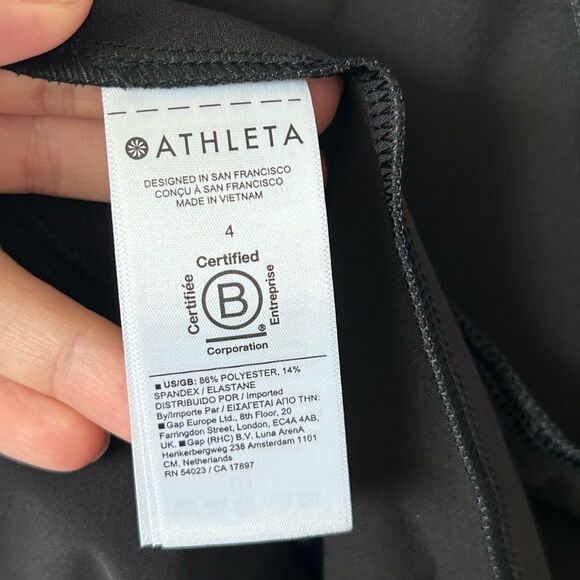 ATHLETA
DESIGNED IN SAN FRANCISCO
CONÇU À SAN FRANCISCO
MADE IN VIETNAM
4
Certified
Certifiée
B
Entreprise
®
Corporation
■ US/GB: 86% POLYESTER, 14%
SPANDEX / ELASTANE
DISTRIBUIDO POR / Imported
By/Importe Par / ΕΙΣΑΓΕΤΑΙ ΑΠΟ ΤΗΝ:
■ Gap Europe Ltd., 8th Floor, 20
Farringdon Street, London, EC4A 4AB,
UK. ■ Gap (RHC) B.V. Luna ArenA
Herikerbergweg 238 Amsterdam 1101
CM, Netherlands
RN 54023 / CA 17897